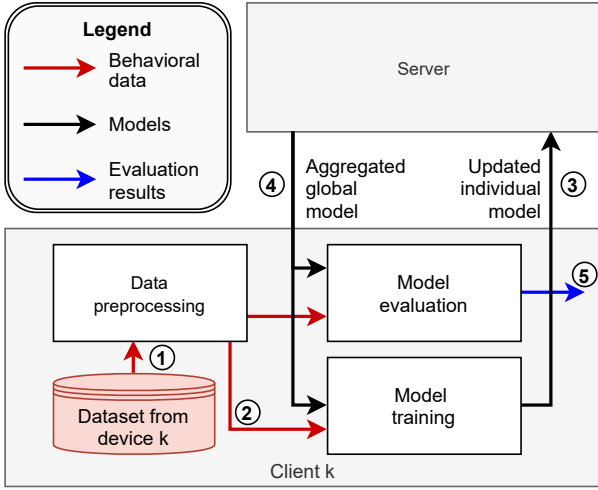 Legend
Behavioral
data
Models
Evaluation
results
Server
4
Aggregated
global
model
Updated
individual
model
3
Data
preprocessing
Model
evaluation
5
1
Dataset from
device k
2
Model
training
Client k